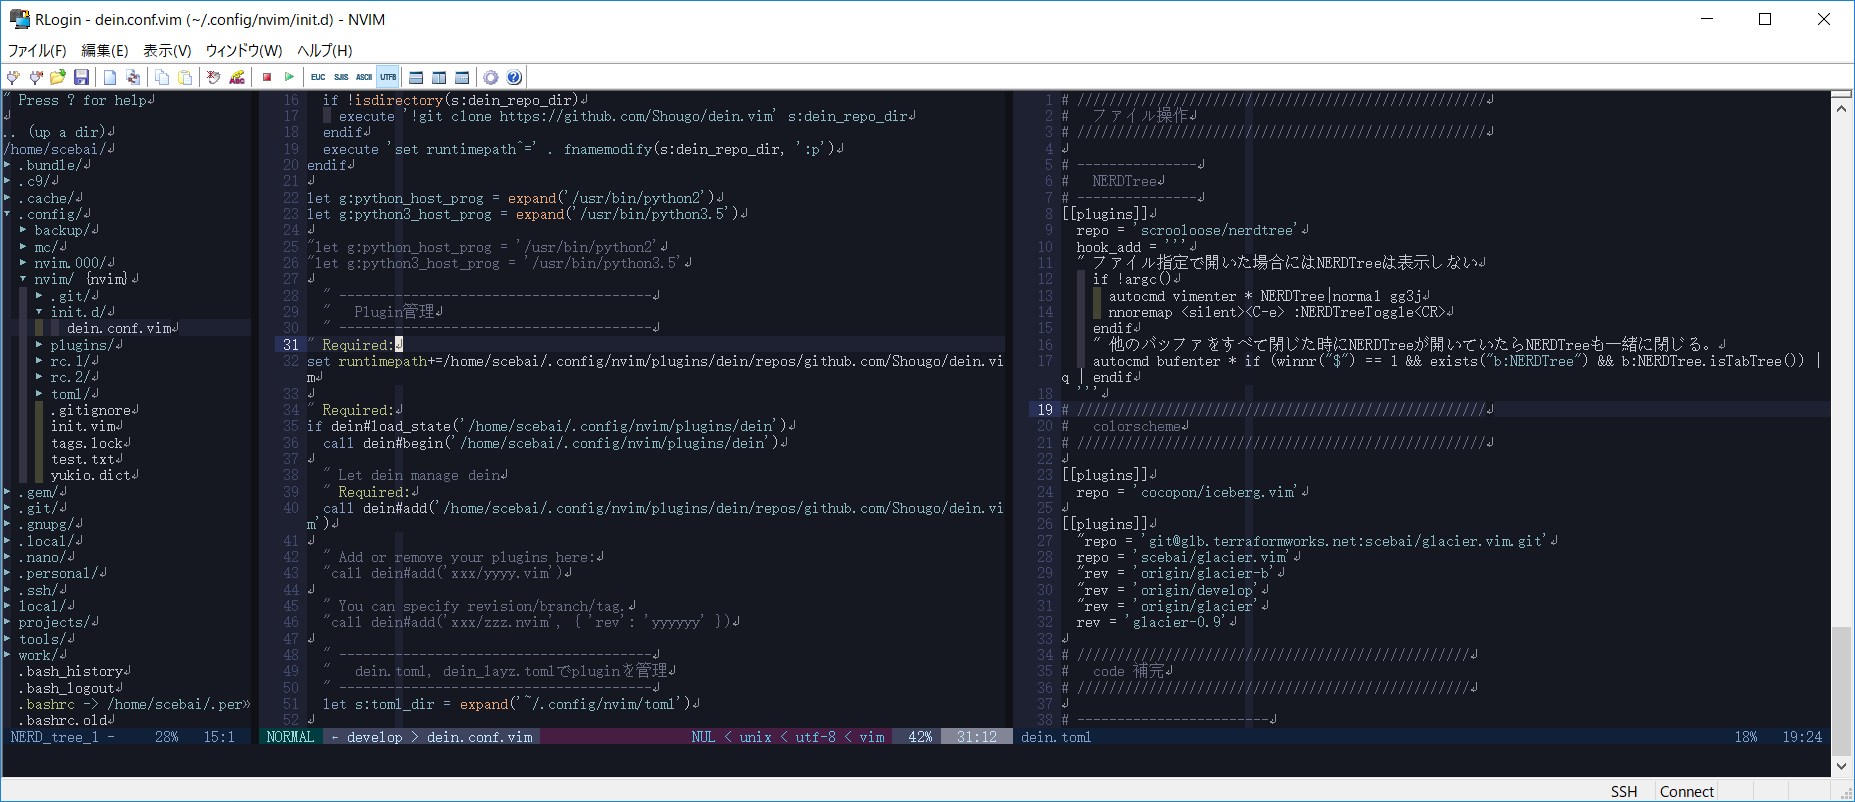 RLogin - dein.conf.vim (~/.config/nvim/init.d) - NVIM
ファイル(F) 編集(E) 表示(V) ウィンドウ(W) ヘルプ(H)
EUC SJIS ASCII UTF8
" Press ? for help
.. (up a dir)
/home/scebai/
▸ .bundle/
▸ .c9/
▸ .cache/
▾ .config/
▸ backup/
▸ mc/
▸ nvim.000/
▾ nvim/ {nvim}
▸ .git/
▾ init.d/
dein.conf.vim
▸ plugins/
▸ rc.1/
▸ rc.2/
▸ toml/
.gitignore
init.vim
tags.lock
test.txt
yukio.dict
▸ .gem/
▸ .git/
▸ .gnupg/
▸ .local/
▸ .nano/
▸ .personal/
▸ .ssh/
▸ local/
▸ projects/
▸ tools/
▸ work/
.bash_history
.bash_logout
.bashrc -> /home/scebai/.per»
.bashrc.old
NERD_tree_1 - 28% 15:1
16 if !isdirectory(s:dein_repo_dir)
17 execute '!git clone https://github.com/Shougo/dein.vim' s:dein_repo_dir
18 endif
19 execute 'set runtimepath^=' . fnamemodify(s:dein_repo_dir, ':p')
20 endif
21
22 let g:python_host_prog = expand('/usr/bin/python2')
23 let g:python3_host_prog = expand('/usr/bin/python3.5')
24
25 "let g:python_host_prog = '/usr/bin/python2'
26 "let g:python3_host_prog = '/usr/bin/python3.5'
27
28 " ---------------------------------------
29 " Plugin管理
30 " ---------------------------------------
31 " Required:
32 set runtimepath+=/home/scebai/.config/nvim/plugins/dein/repos/github.com/Shougo/dein.vi
m
33
34 " Required:
35 if dein#load_state('/home/scebai/.config/nvim/plugins/dein')
36 call dein#begin('/home/scebai/.config/nvim/plugins/dein')
37
38 " Let dein manage dein
39 " Required:
40 call dein#add('/home/scebai/.config/nvim/plugins/dein/repos/github.com/Shougo/dein.vi
m')
41
42 " Add or remove your plugins here:
43 "call dein#add('xxx/yyyy.vim')
44
45 " You can specify revision/branch/tag.
46 "call dein#add('xxx/zzz.nvim', { 'rev': 'yyyyyy' })
47
48 " ---------------------------------------
49 " dein.toml, dein_layz.tomlでpluginを管理
50 " ---------------------------------------
51 let s:toml_dir = expand('~/.config/nvim/toml')
52
NORMAL ← develop > dein.conf.vim NUL < unix < utf-8 < vim 42% 31:12
1 # ///////////////////////////////////////////////////
2 # ファイル操作
3 # ///////////////////////////////////////////////////
4
5 # ---------------
6 # NERDTree
7 # ---------------
8 [[plugins]]
9 repo = 'scrooloose/nerdtree'
10 hook_add = '''
11 " ファイル指定で開いた場合にはNERDTreeは表示しない
12 if !argc()
13 autocmd vimenter * NERDTree|normal gg3j
14 nnoremap <silent><C-e> :NERDTreeToggle<CR>
15 endif
16 " 他のバッファをすべて閉じた時にNERDTreeが開いていたらNERDTreeも一緒に閉じる。
17 autocmd bufenter * if (winnr("$") == 1 && exists("b:NERDTree") && b:NERDTree.isTabTree()) |
q | endif
18 '''
19 # ///////////////////////////////////////////////////
20 # colorscheme
21 # ///////////////////////////////////////////////////
22
23 [[plugins]]
24 repo = 'cocopon/iceberg.vim'
25
26 [[plugins]]
27 "repo = 'git@glb.terraformworks.net:scebai/glacier.vim.git'
28 repo = 'scebai/glacier.vim'
29 "rev = 'origin/glacier-b'
30 "rev = 'origin/develop'
31 "rev = 'origin/glacier'
32 rev = 'glacier-0.9'
33
34 # /////////////////////////////////////////////////
35 # code 補完
36 # /////////////////////////////////////////////////
37
38 # ------------------------
dein.toml 18% 19:24
SSH Connect